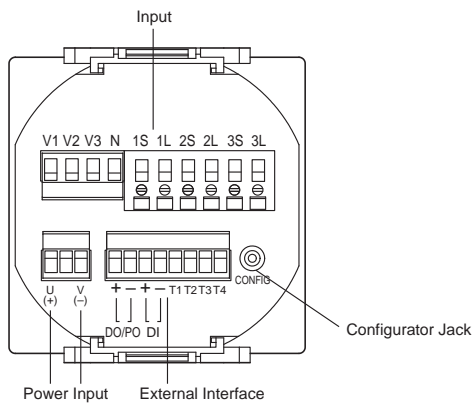 Input
V1 V2 V3 N 1S 1L 2S 2L 3S 3L
U
(+)
V
(–)
+ – + – T1 T2 T3 T4
CONFIG
DO/PO DI
Configurator Jack
Power Input
External Interface